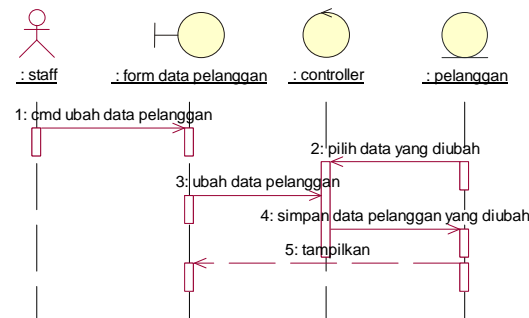 : staff
: form data pelanggan
: controller
: pelanggan
1: cmd ubah data pelanggan
2: pilih data yang diubah
3: ubah data pelanggan
4: simpan data pelanggan yang diubah
5: tampilkan